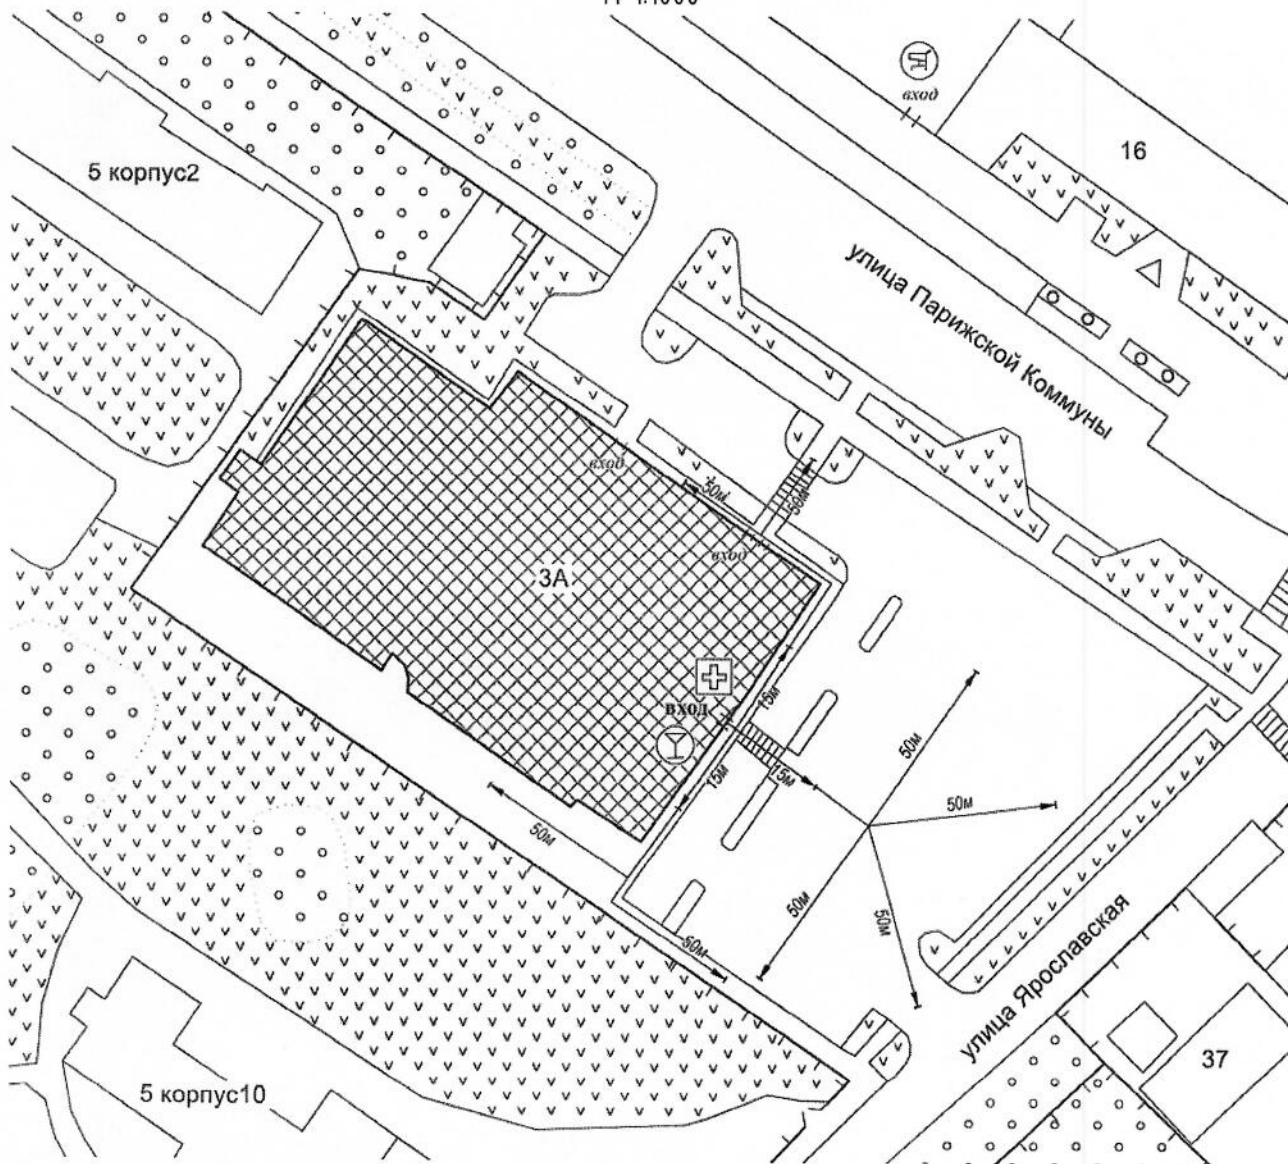 вход
16
5 корпус2
улица Парижской Коммуны
вход
50м
50м
вход
3А
15м
вход
15м
15м
50м
50м
50м
50м
50м
50м
улица Ярославская
37
5 корпус10